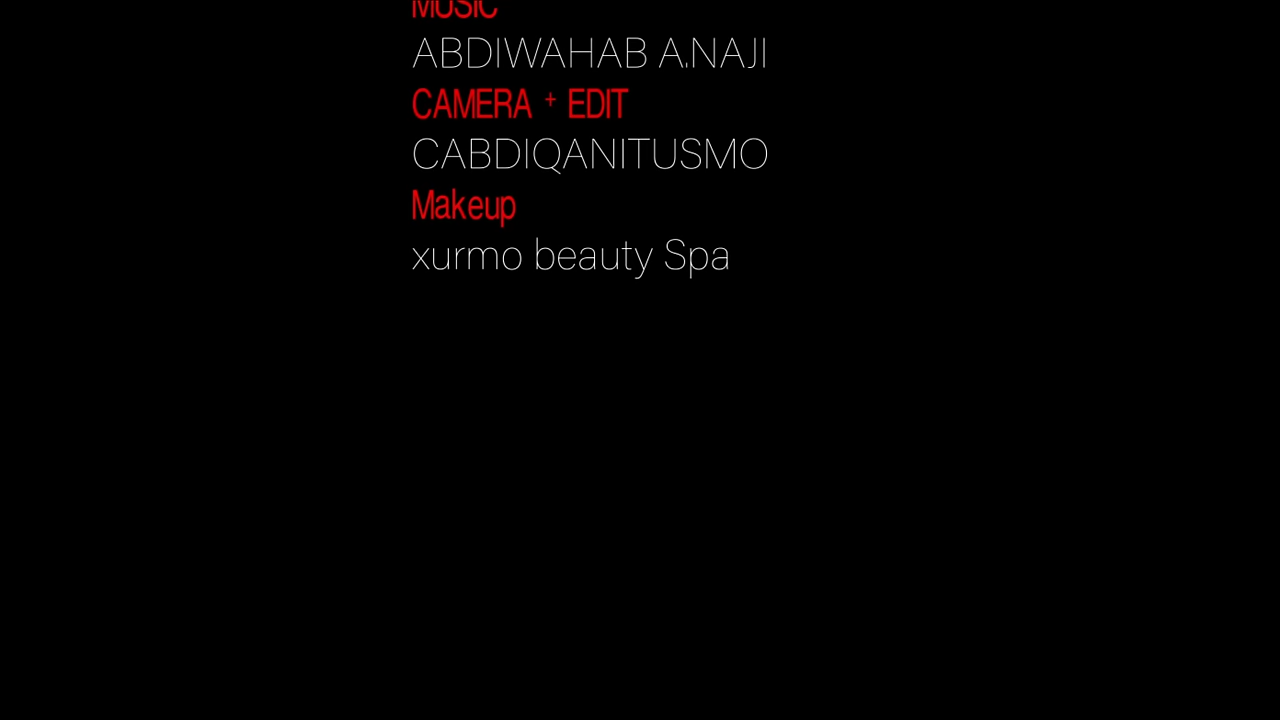 MUSIC
ABDIWAHAB A.NAJI
CAMERA + EDIT
CABDIQANITUSMO
Makeup
xurmo beauty Spa